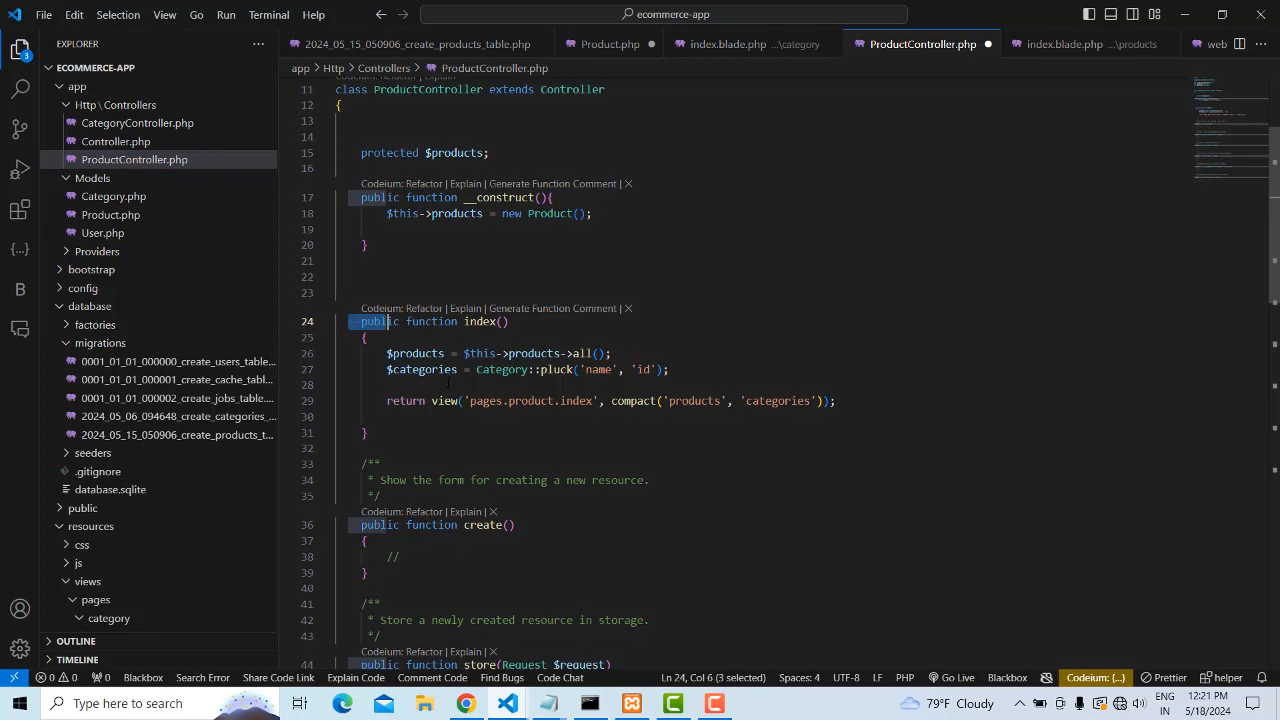 File Edit Selection View Go Run Terminal Help
ecommerce-app
EXPLORER
2024_05_15_050906_create_products_table.php
Product.php
index.blade.php ...\category
ProductController.php
index.blade.php ...\products
web
ECOMMERCE-APP
app > Http > Controllers > ProductController.php
app
Http \ Controllers
CategoryController.php
Controller.php
ProductController.php
Models
Category.php
Product.php
User.php
Providers
bootstrap
config
database
factories
migrations
0001_01_01_000000_create_users_table...
0001_01_01_000001_create_cache_tabl...
0001_01_01_000002_create_jobs_table...
2024_05_06_094648_create_categories_...
2024_05_15_050906_create_products_t...
seeders
.gitignore
database.sqlite
public
resources
css
js
views
pages
category
OUTLINE
TIMELINE
Codeium: Refactor | Explain
11 class ProductController extends Controller
12 {
13
14
15 protected $products;
16
Codeium: Refactor | Explain | Generate Function Comment | X
17 public function __construct(){
18 $this->products = new Product();
19
20 }
21
22
23
Codeium: Refactor | Explain | Generate Function Comment | X
24 public function index()
25 {
26 $products = $this->products->all();
27 $categories = Category::pluck('name', 'id');
28
29 return view('pages.product.index', compact('products', 'categories'));
30
31 }
32
33 /**
34 * Show the form for creating a new resource.
35 */
Codeium: Refactor | Explain | X
36 public function create()
37 {
38 //
39 }
40
41 /**
42 * Store a newly created resource in storage.
43 */
Codeium: Refactor | Explain | X
44 public function store(Request $request)
0 0 0 Blackbox Search Error Share Code Link Explain Code Comment Code Find Bugs Code Chat Ln 24, Col 6 (3 selected) Spaces: 4 UTF-8 LF PHP Go Live Blackbox Codeium: {...} Prettier helper
Type here to search
79°F Cloudy
ENG
IN
12:21 PM
5/18/2024